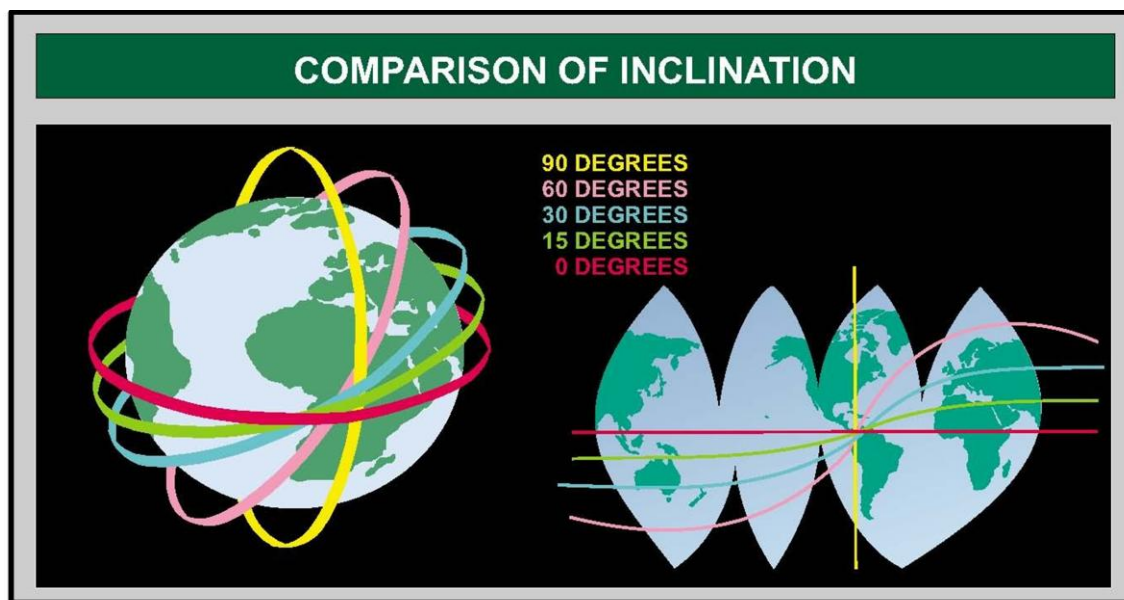 COMPARISON OF INCLINATION
90 DEGREES
60 DEGREES
30 DEGREES
15 DEGREES
0 DEGREES